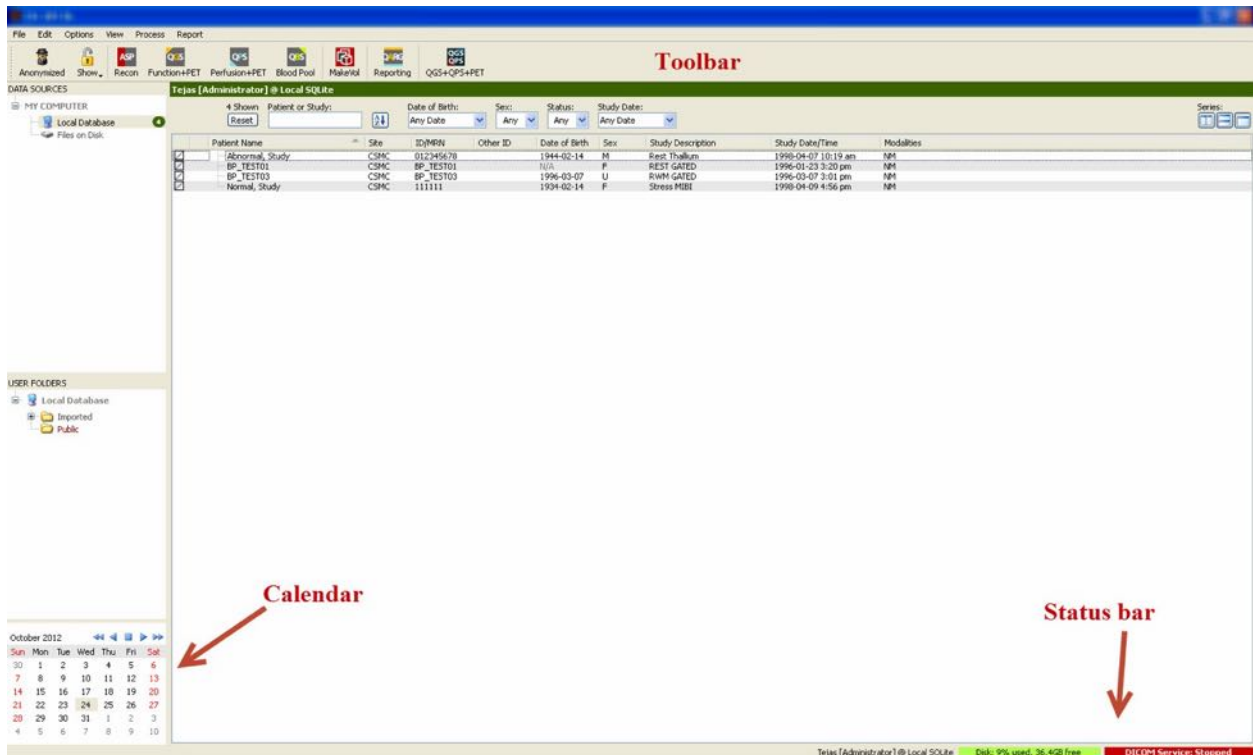 File Edit Options View Process Report
ASP QGS QPS QBS QARG QGS QPS
Anonymized Show Recon Function+PET Perfusion+PET Blood Pool MakeVol Reporting QGS+QPS+PET
Toolbar
DATA SOURCES
Tejas [Administrator] @ Local SQLite
MY COMPUTER
Local Database 4
Files on Disk
4 Shown Patient or Study: Date of Birth: Sex: Status: Study Date: Series:
Reset Any Date Any Any Any Date
Patient Name Site ID/MRN Other ID Date of Birth Sex Study Description Study Date/Time Modalities
Abnormal, Study CSMC 012345678 1944-02-14 M Rest Thallium 1998-04-07 10:19 am NM
BP_TEST01 CSMC BP_TEST01 N/A F REST GATED 1996-01-23 3:20 pm NM
BP_TEST03 CSMC BP_TEST03 1996-03-07 U RWM GATED 1996-03-07 3:01 pm NM
Normal, Study CSMC 111111 1934-02-14 F Stress MIBI 1998-04-09 4:56 pm NM
USER FOLDERS
Local Database
Imported
Public
Calendar
Status bar
October 2012
Sun Mon Tue Wed Thu Fri Sat
30 1 2 3 4 5 6
7 8 9 10 11 12 13
14 15 16 17 18 19 20
21 22 23 24 25 26 27
28 29 30 31 1 2 3
4 5 6 7 8 9 10
Tejas [Administrator] @ Local SQLite Disk: 9% used, 36.4GB free DICOM Service: Stopped